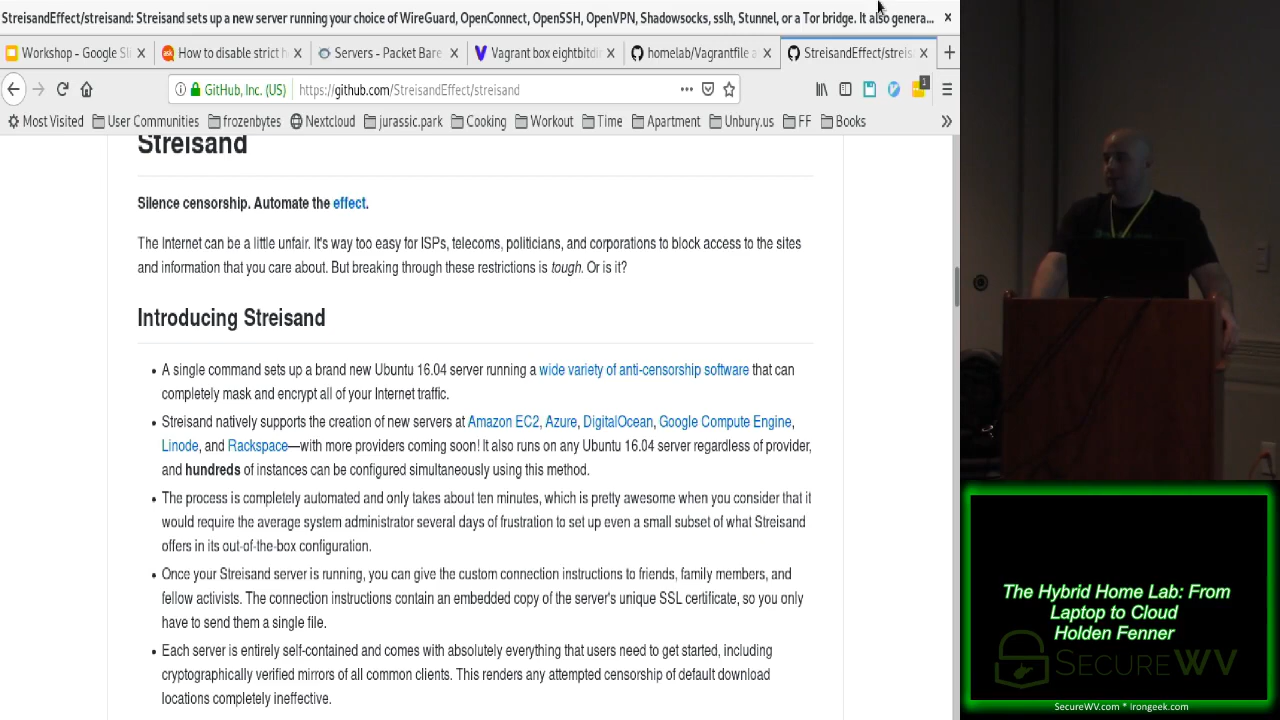 StreisandEffect/streisand: Streisand sets up a new server running your choice of WireGuard, OpenConnect, OpenSSH, OpenVPN, Shadowsocks, sslh, Stunnel, or a Tor bridge. It also genera...
Workshop - Google Sli
How to disable strict h
Servers - Packet Bare
Vagrant box eightbitdi
homelab/Vagrantfile a
StreisandEffect/streis
GitHub, Inc. (US)
https://github.com/StreisandEffect/streisand
1
Most Visited
User Communities
frozenbytes
Nextcloud
jurassic.park
Cooking
Workout
Time
Apartment
Unbury.us
FF
Books
Streisand
Silence censorship. Automate the effect.
The Internet can be a little unfair. It's way too easy for ISPs, telecoms, politicians, and corporations to block access to the sites
and information that you care about. But breaking through these restrictions is tough. Or is it?
Introducing Streisand
• A single command sets up a brand new Ubuntu 16.04 server running a wide variety of anti-censorship software that can
completely mask and encrypt all of your Internet traffic.
• Streisand natively supports the creation of new servers at Amazon EC2, Azure, DigitalOcean, Google Compute Engine,
Linode, and Rackspace—with more providers coming soon! It also runs on any Ubuntu 16.04 server regardless of provider,
and hundreds of instances can be configured simultaneously using this method.
• The process is completely automated and only takes about ten minutes, which is pretty awesome when you consider that it
would require the average system administrator several days of frustration to set up even a small subset of what Streisand
offers in its out-of-the-box configuration.
• Once your Streisand server is running, you can give the custom connection instructions to friends, family members, and
fellow activists. The connection instructions contain an embedded copy of the server's unique SSL certificate, so you only
have to send them a single file.
• Each server is entirely self-contained and comes with absolutely everything that users need to get started, including
cryptographically verified mirrors of all common clients. This renders any attempted censorship of default download
locations completely ineffective.
The Hybrid Home Lab: From
Laptop to Cloud
Holden Fenner
SECUREWV
SecureWV.com * Irongeek.com